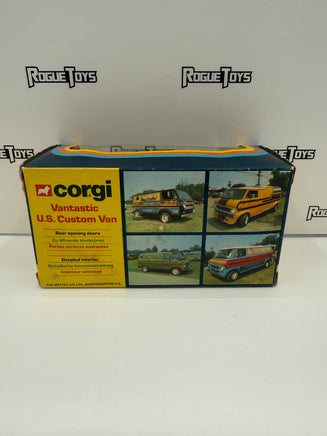 ROGUE TOYS
ROGUE TOYS
ROGUE TOYS
ROGUE TOYS
corgi
Vantastic
U.S. Custom Van
Rear opening doors
Zu öffnende Hecktüren
Portes arrières ouvrantes
Detailed interior
Detaillierte Innenausstattung
Intérieur aménagé
THE METTOY CO. LTD., NORTHAMPTON, U.K.